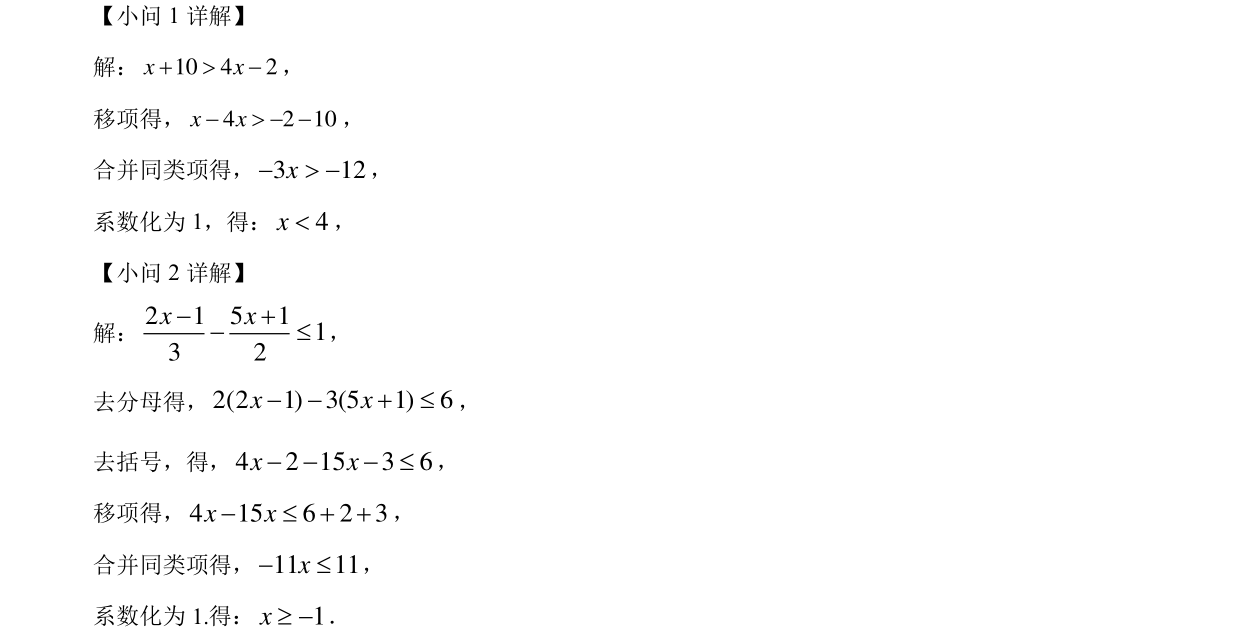 【小问 1 详解】
解：x+10>4x−2，
移项得，x−4x>−2−10，
合并同类项得，−3x>−12，
系数化为 1，得：x<4，
【小问 2 详解】
解：\frac{2x−1}{3}−\frac{5x+1}{2}≤1，
去分母得，2(2x−1)−3(5x+1)≤6，
去括号，得，4x−2−15x−3≤6，
移项得，4x−15x≤6+2+3，
合并同类项得，−11x≤11，
系数化为 1.得：x≥−1．